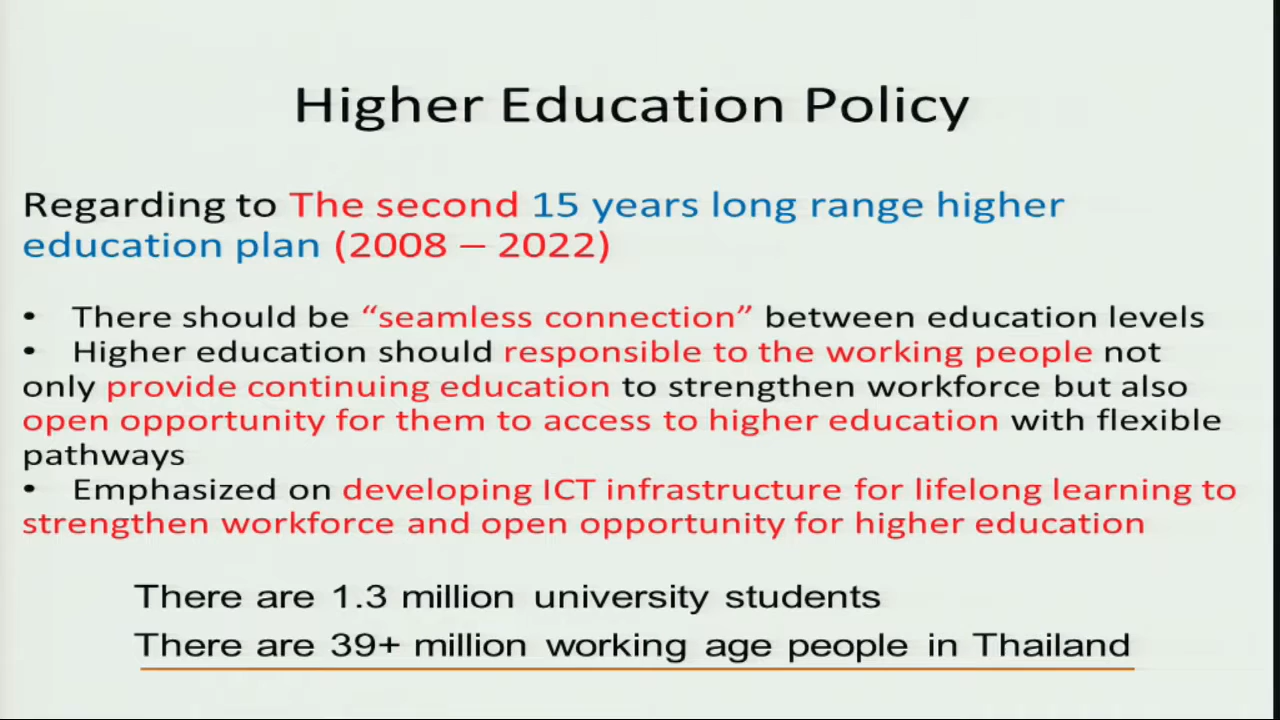 Higher Education Policy
Regarding to The second 15 years long range higher
education plan (2008 – 2022)
• There should be “seamless connection” between education levels
• Higher education should responsible to the working people not
only provide continuing education to strengthen workforce but also
open opportunity for them to access to higher education with flexible
pathways
• Emphasized on developing ICT infrastructure for lifelong learning to
strengthen workforce and open opportunity for higher education
There are 1.3 million university students
There are 39+ million working age people in Thailand